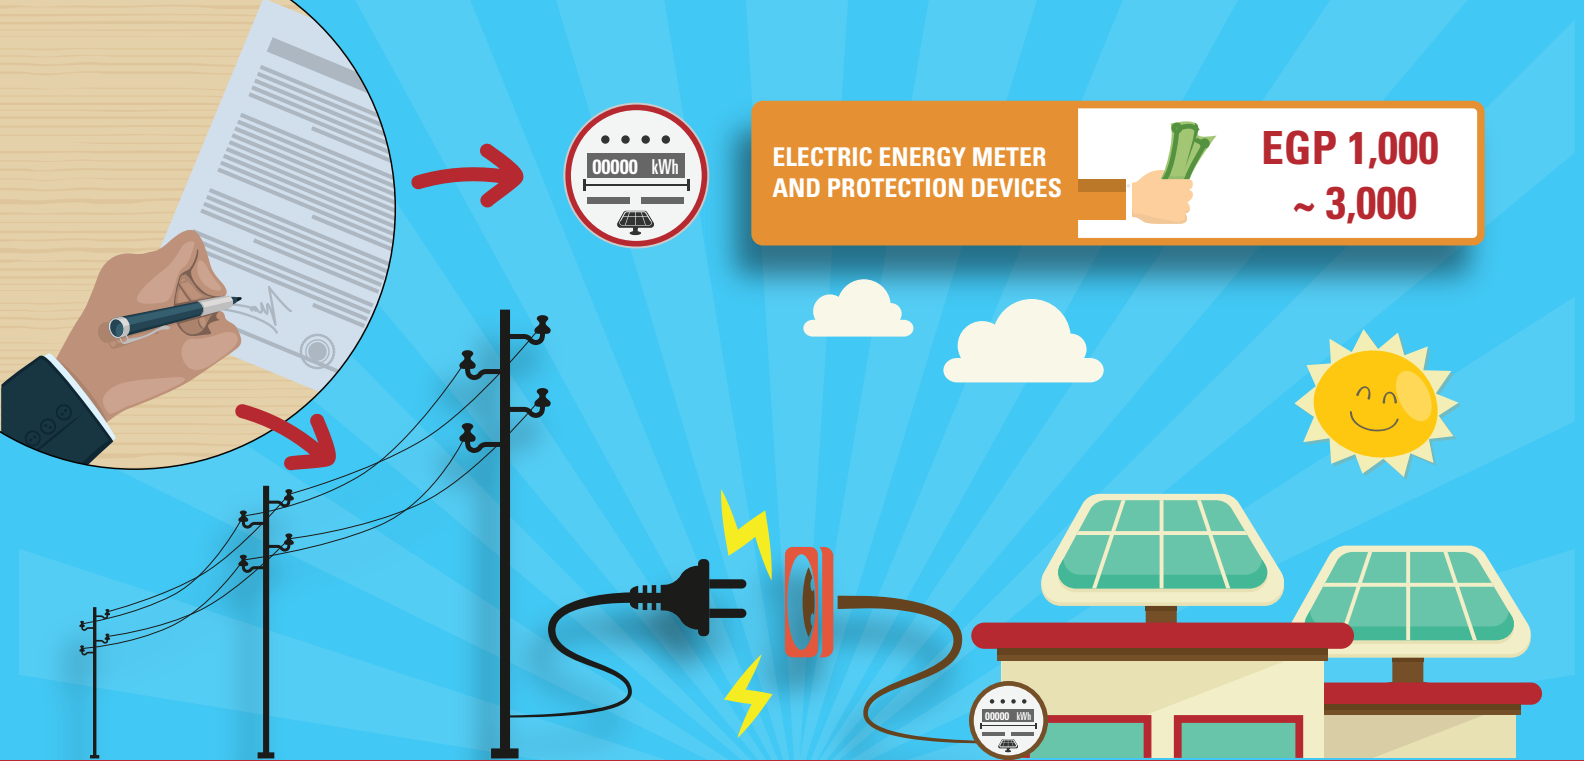 00000 kWh
ELECTRIC ENERGY METER
AND PROTECTION DEVICES
EGP 1,000
~ 3,000
00000 kWh